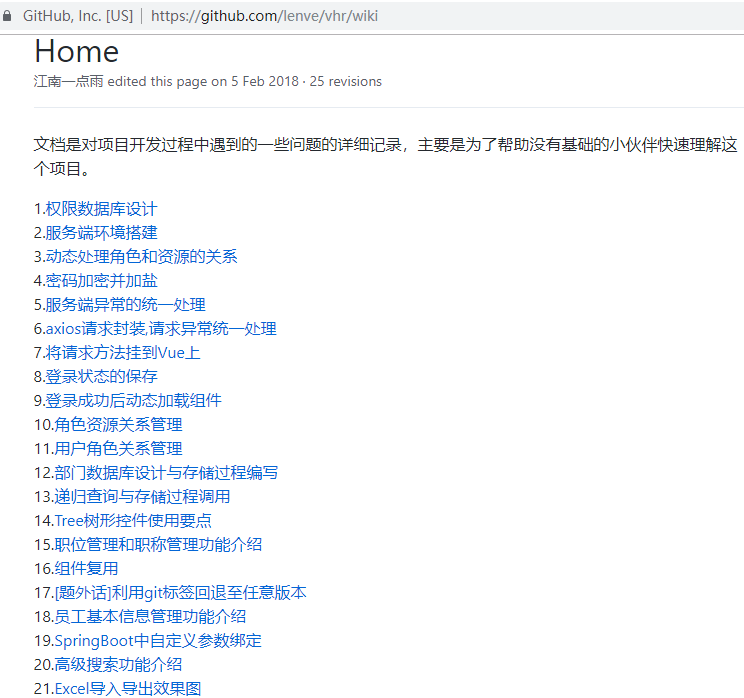 GitHub, Inc. [US] | https://github.com/lenve/vhr/wiki
Home
江南一点雨 edited this page on 5 Feb 2018 · 25 revisions
文档是对项目开发过程中遇到的一些问题的详细记录，主要是为了帮助没有基础的小伙伴快速理解这
个项目。
1.权限数据库设计
2.服务端环境搭建
3.动态处理角色和资源的关系
4.密码加密并加盐
5.服务端异常的统一处理
6.axios请求封装,请求异常统一处理
7.将请求方法挂到Vue上
8.登录状态的保存
9.登录成功后动态加载组件
10.角色资源关系管理
11.用户角色关系管理
12.部门数据库设计与存储过程编写
13.递归查询与存储过程调用
14.Tree树形控件使用要点
15.职位管理和职称管理功能介绍
16.组件复用
17.[题外话]利用git标签回退至任意版本
18.员工基本信息管理功能介绍
19.SpringBoot中自定义参数绑定
20.高级搜索功能介绍
21.Excel导入导出效果图